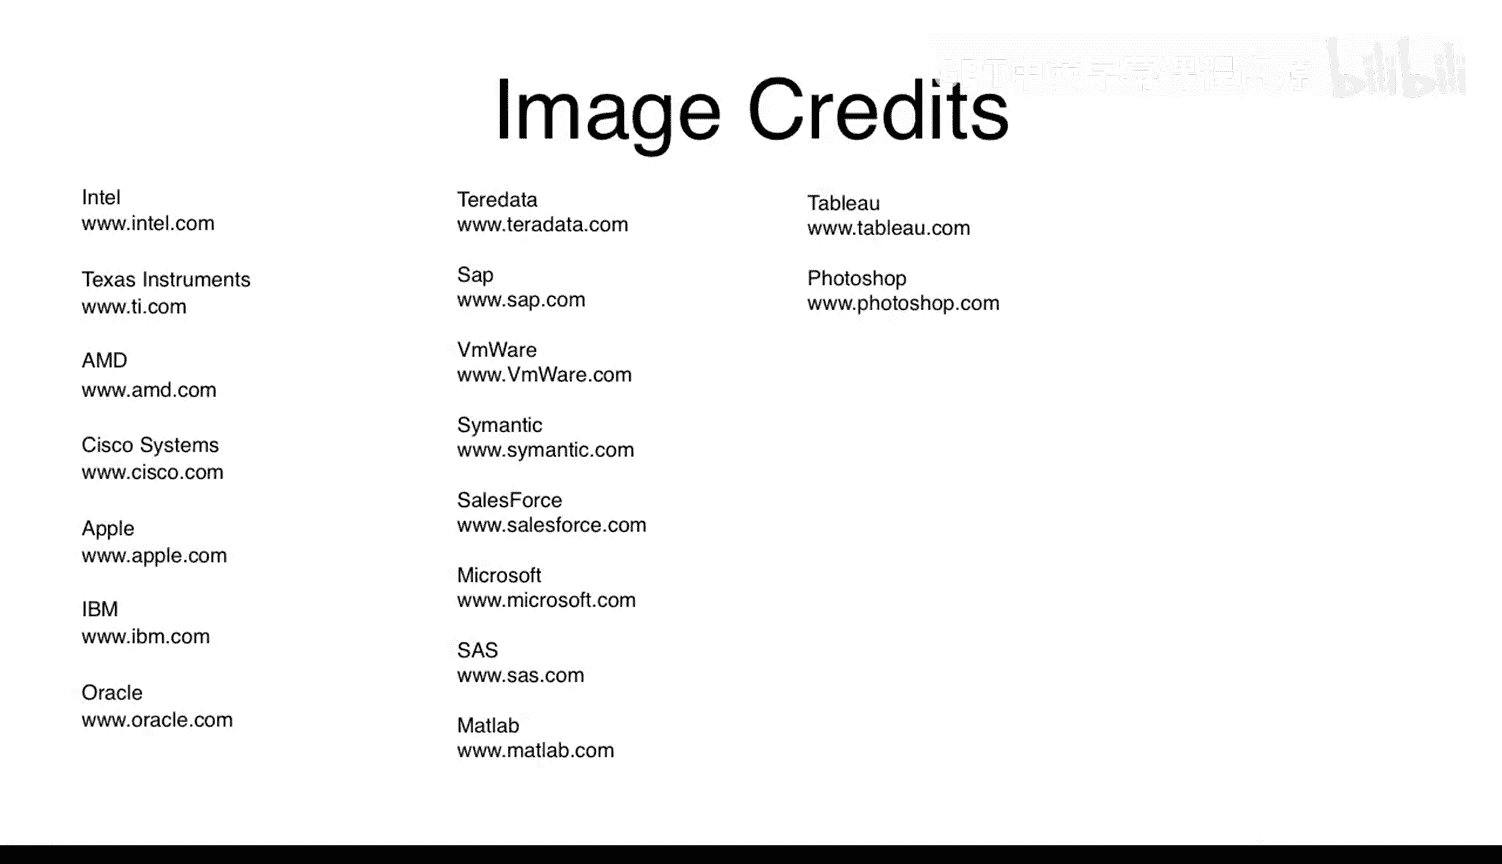 Image Credits
Intel
www.intel.com
Texas Instruments
www.ti.com
AMD
www.amd.com
Cisco Systems
www.cisco.com
Apple
www.apple.com
IBM
www.ibm.com
Oracle
www.oracle.com
Teredata
www.teradata.com
Sap
www.sap.com
VmWare
www.VmWare.com
Symantic
www.symantic.com
SalesForce
www.salesforce.com
Microsoft
www.microsoft.com
SAS
www.sas.com
Matlab
www.matlab.com
Tableau
www.tableau.com
Photoshop
www.photoshop.com
bilibili